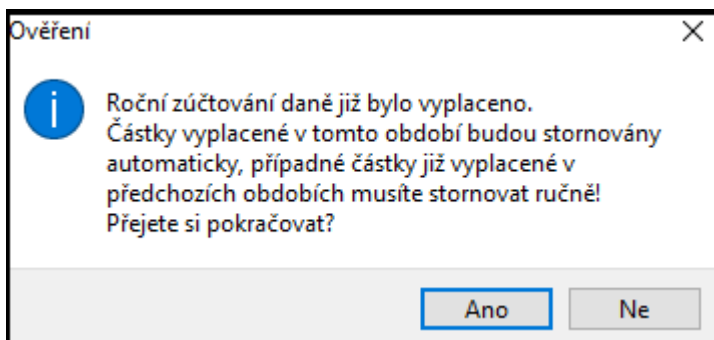 Ověření
Roční zúčtování daně již bylo vyplaceno.
Částky vyplacené v tomto období budou stornovány
automaticky, případné částky již vyplacené v
předchozích obdobích musíte stornovat ručně!
Přejete si pokračovat?
Ano
Ne